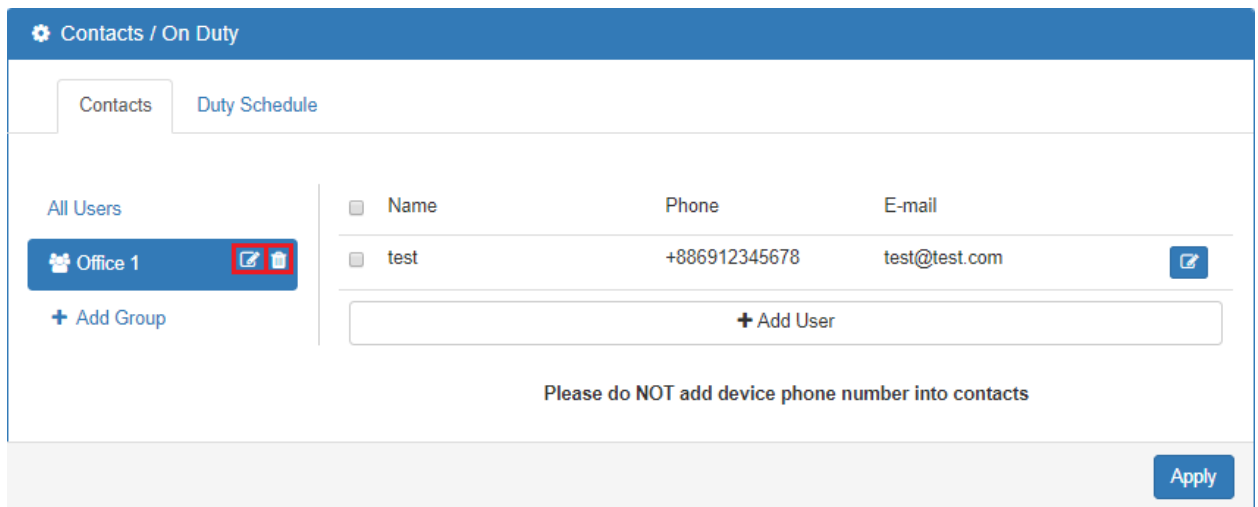 Contacts / On Duty
Contacts Duty Schedule
All Users
Office 1
+ Add Group
Name Phone E-mail
test +886912345678 test@test.com
+ Add User
Please do NOT add device phone number into contacts
Apply